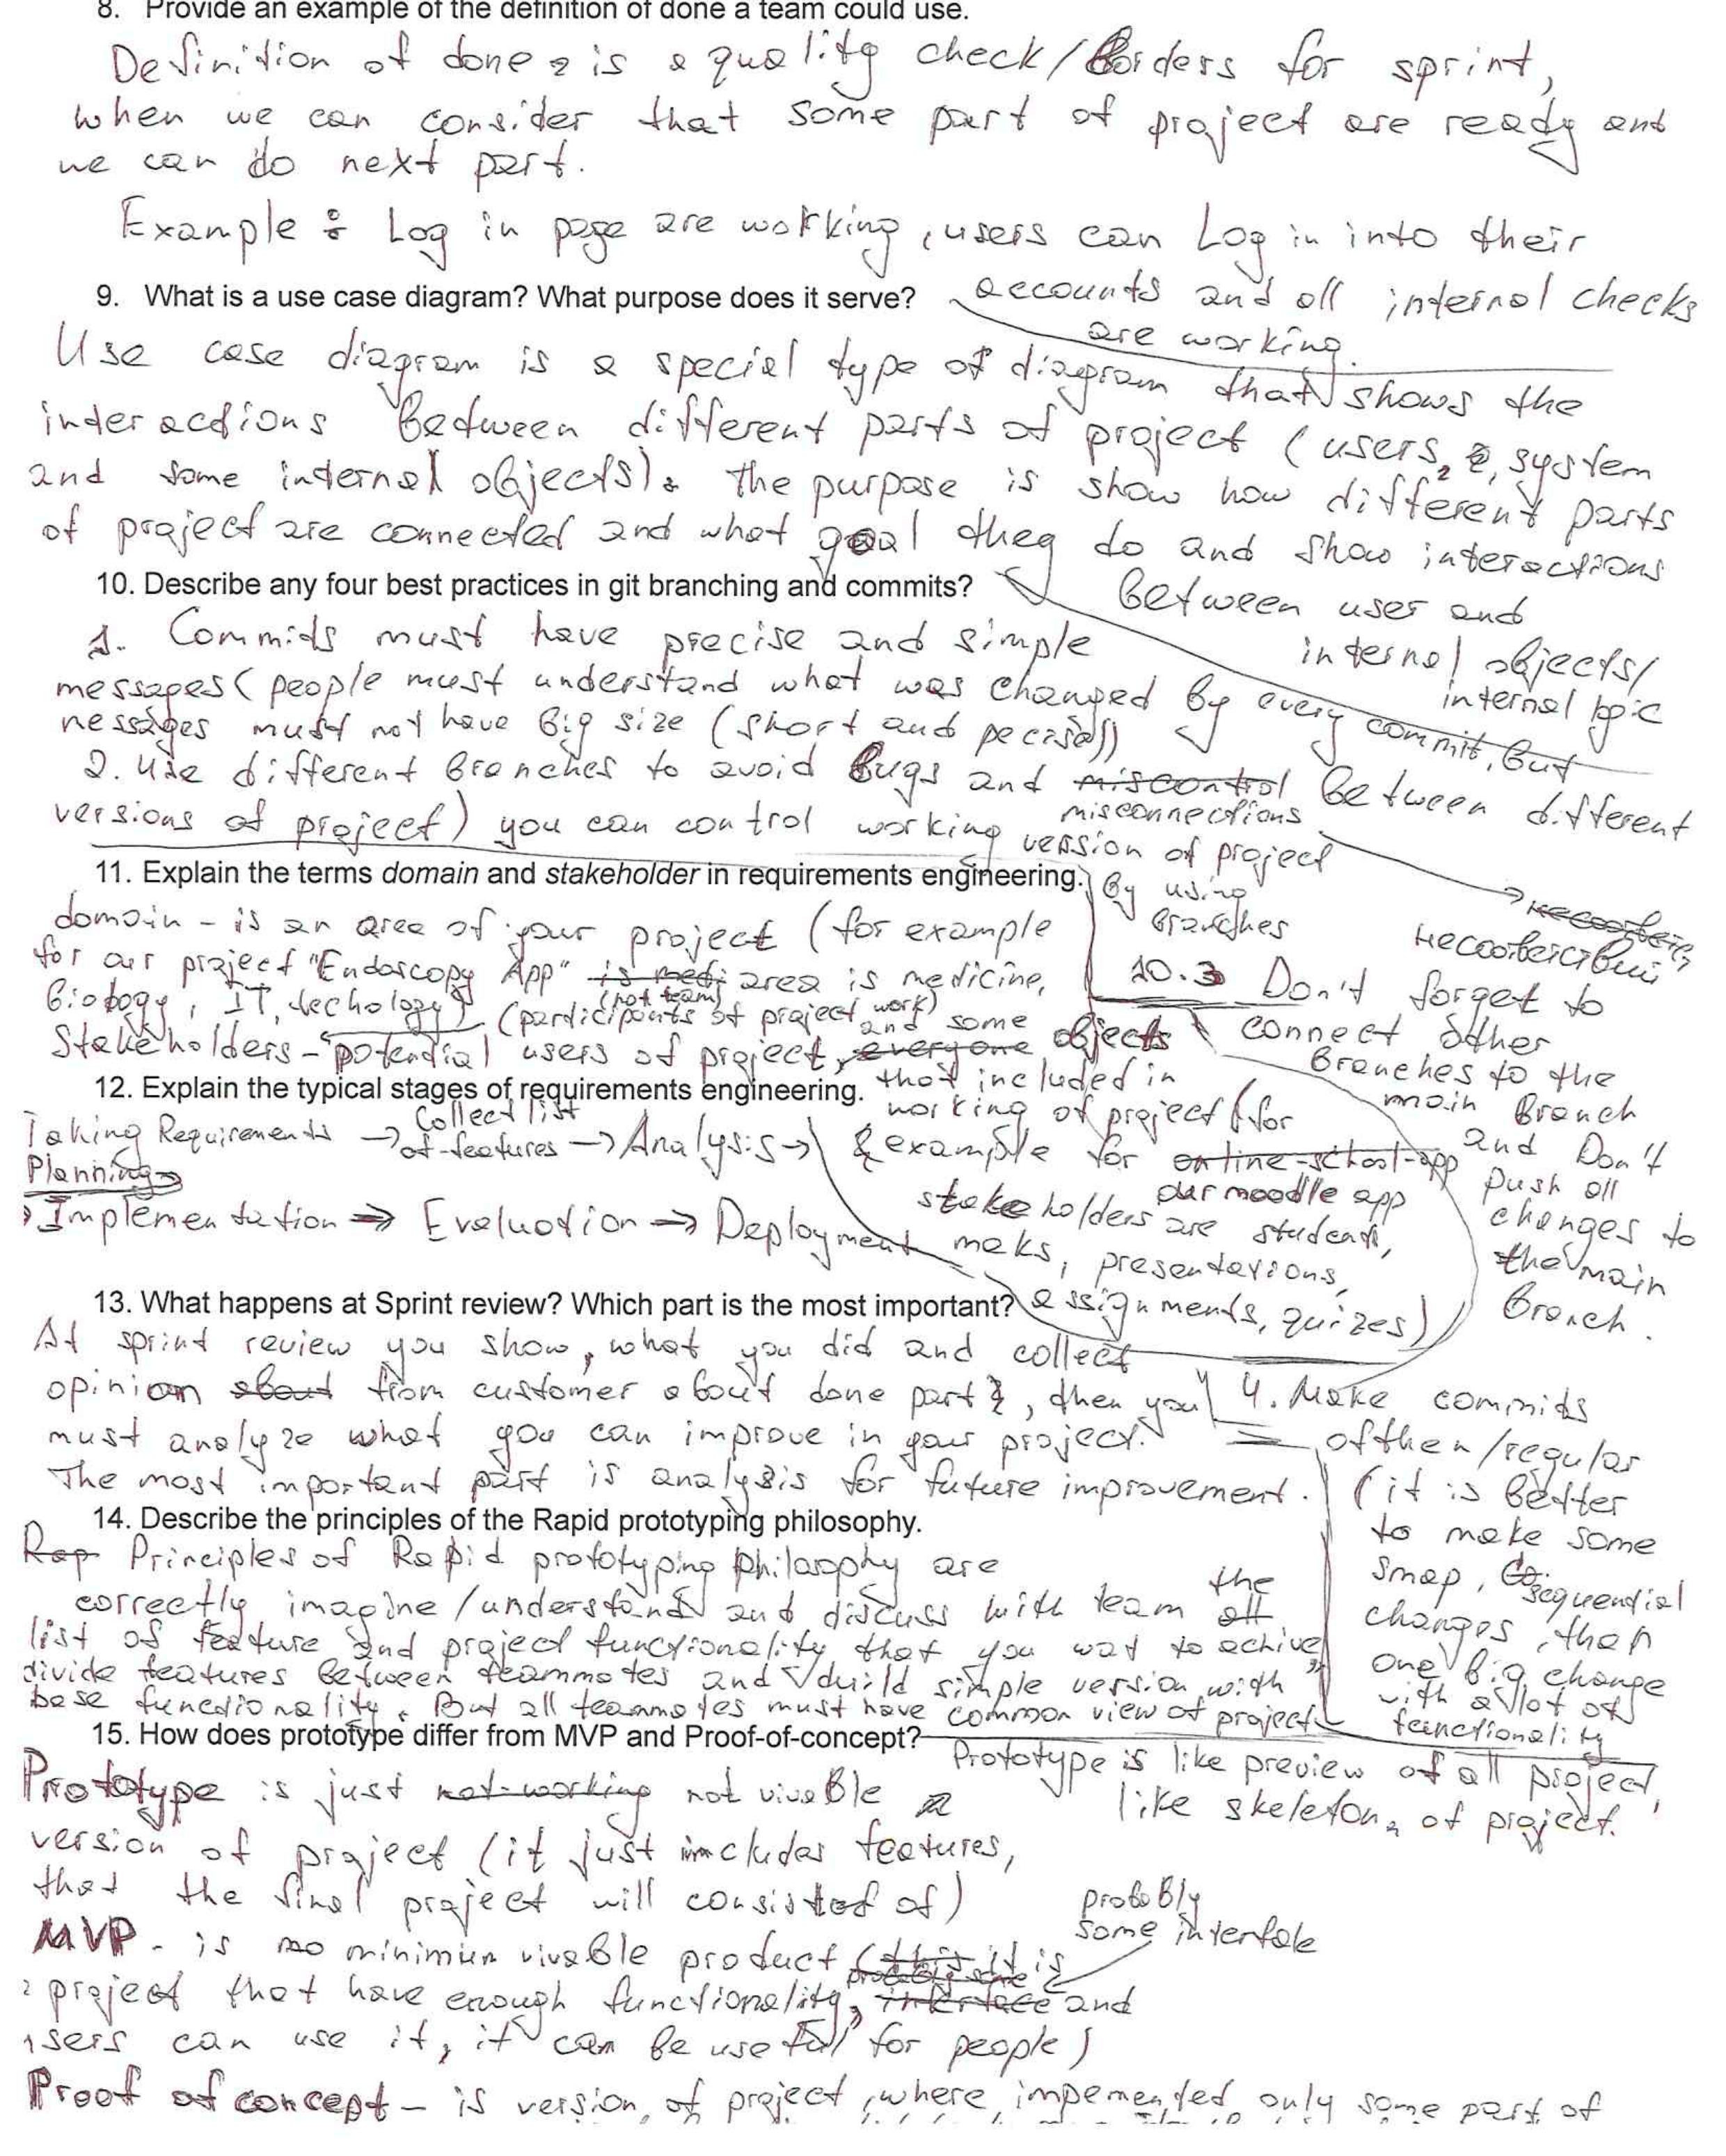 8. Provide an example of the definition of done a team could use.
Definition of done is a quality check/Borders for sprint,
when we can consider that some part of project are ready and
we can do next part.
Example: Log in page are working, users can Log in into their
accounts and all internal checks
are working.
9. What is a use case diagram? What purpose does it serve?
Use case diagram is a special type of diagram that shows the
interactions between different parts of project (users, system
and some internal objects). The purpose is show how different parts
of project are connected and what goal they do and show interactions
between user and
internal objects/
internal logic
10. Describe any four best practices in git branching and commits?
1. Commids must have precise and simple
messages (people must understand what was changed by every commit, but
messages must not have big size (short and pecise))
2. Use different branches to avoid bugs and miscontrol between different
misconnections
versions of project) you can control working version of project
by using
branches
несоответствий
10.3 Don't forget to
connect other
branches to the
main branch
and Don't
push all
changes to
the main
branch.
4. Make commids
ofthen/regular
(it is better
to make some
smap, sequential
changes, then
one big change
with a lot of
functionality
11. Explain the terms domain and stakeholder in requirements engineering.
domain - is an area of your project (for example
for our project "Endoscopy App" is med; area is medicine,
biology, IT, techology)
(not team)
(participants of project work)
Stakeholders - potential users of project, everyone and some objects
that included in
working of project (for
example for online-school-app
our moodle app
stakeholders are students,
meks, presentations,
assignments, quizes)
12. Explain the typical stages of requirements engineering.
Taking Requirements → Collect list of features → Analysis →
Planning →
Implementation → Evaluation → Deployment
13. What happens at Sprint review? Which part is the most important?
At sprint review you show, what you did and collect
opinion about from customer about done part, then you
must analyze what you can improve in your project.
The most important part is analysis for future improvement.
14. Describe the principles of the Rapid prototyping philosophy.
Rap Principles of Rapid prototyping philosophy are
correctly imagine/understand and discuss with team all the
list of feature and project functionality that you wat to achive,
divide features between teammates and build simple version with
base functionality. But all teammates must have common view of project
15. How does prototype differ from MVP and Proof-of-concept?
Prototype is like preview of all project,
like skeleton, of project.
Prototype is just not working not viveble
version of project (it just includes features,
that the final project will consisted of)
MVP - is minimun viveble product (this it is
probobly
some interfake
project that have enough functionality, interface and
users can use it, it can be useful for people)
Proof of concept - is version of project, where impemented only some part of